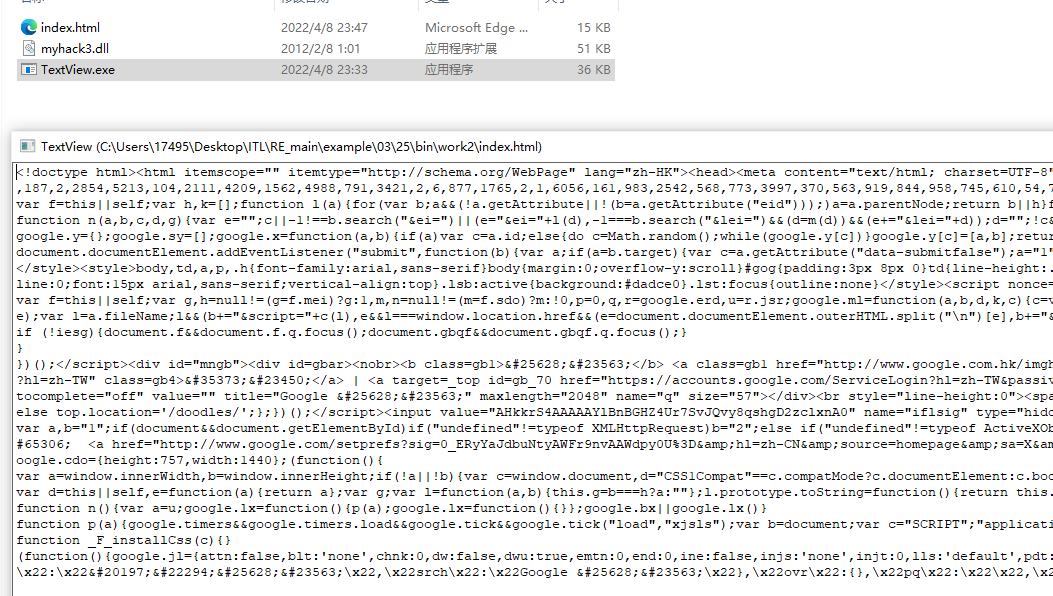 index.html 2022/4/8 23:47 Microsoft Edge ... 15 KB
myhack3.dll 2012/2/8 1:01 应用程序扩展 51 KB
TextView.exe 2022/4/8 23:33 应用程序 36 KB
TextView (C:\Users\17495\Desktop\ITL\RE_main\example\03\25\bin\work2\index.html)
<!doctype html><html itemscope="" itemtype="http://schema.org/WebPage" lang="zh-HK"><head><meta content="text/html; charset=UTF-8"
,187,2,2854,5213,104,2111,4209,1562,4988,791,3421,2,6,877,1765,2,1,6056,161,983,2542,568,773,3997,370,563,919,844,958,745,610,54,7
var f=this||self;var h,k=[];function l(a){for(var b;a&&(!a.getAttribute||!(b=a.getAttribute("eid")));)a=a.parentNode;return b||h}f
function n(a,b,c,d,g){var e="";c||-1!==b.search("&ei=")||(e="&ei="+l(d),-1===b.search("&lei=")&&(d=m(d))&&(e+="&lei="+d));d="";!c&
google.y={};google.sy=[];google.x=function(a,b){if(a)var c=a.id;else{do c=Math.random();while(google.y[c])}google.y[c]=[a,b];retur
document.documentElement.addEventListener("submit",function(b){var a;if(a=b.target){var c=a.getAttribute("data-submitfalse");a="1"
</style><style>body,td,a,p,.h{font-family:arial,sans-serif}body{margin:0;overflow-y:scroll}#gog{padding:3px 8px 0}td{line-height:.
line:0;font:15px arial,sans-serif;vertical-align:top}.lsb:active{background:#dadce0}.lst:focus{outline:none}</style><script nonce=
var f=this||self;var g,h=null!=(g=f.mei)?g:1,m,n=null!=(m=f.sdo)?m:!0,p=0,q,r=google.erd,u=r.jsr;google.ml=function(a,b,d,k,c){c=v
e);var l=a.fileName;l&&(b+="&script="+c(l),e&&l===window.location.href&&(e=document.documentElement.outerHTML.split("\n")[e],b+="&
if (!iesg){document.f&&document.f.q.focus();document.gbqf&&document.gbqf.q.focus();}
}
})();</script><div id="mngb"><div id=gbar><nobr><b class=gb1>&#25628;&#23563;</b> <a class=gb1 href="http://www.google.com.hk/imgh
?hl=zh-TW" class=gb4>&#35373;&#23450;</a> | <a target=_top id=gb_70 href="https://accounts.google.com/ServiceLogin?hl=zh-TW&passiv
tocomplete="off" value="" title="Google &#25628;&#23563;" maxlength="2048" name="q" size="57"></div><br style="line-height:0"><spa
else top.location='/doodles/';};})();</script><input value="AHkkrS4AAAAAYlBnBGHZ4Ur7SvJQvy8qshgD2zclxnA0" name="iflsig" type="hidd
var a,b="1";if(document&&document.getElementById)if("undefined"!=typeof XMLHttpRequest)b="2";else if("undefined"!=typeof ActiveXOb
#65306;  <a href="http://www.google.com/setprefs?sig=0_ERyYaJdbuNtyAWFr9nvAAWdpy0U%3D&amp;hl=zh-CN&amp;source=homepage&amp;sa=X&am
oogle.cdo={height:757,width:1440};(function(){
var a=window.innerWidth,b=window.innerHeight;if(!a||!b){var c=window.document,d="CSS1Compat"==c.compatMode?c.documentElement:c.bod
var d=this||self,e=function(a){return a};var g;var l=function(a,b){this.g=b===h?a:""};l.prototype.toString=function(){return this.
function n(){var a=u;google.lx=function(){p(a);google.lx=function(){}};google.bx||google.lx()}
function p(a){google.timers&&google.timers.load&&google.tick&&google.tick("load","xjsls");var b=document;var c="SCRIPT";"applicati
function _F_installCss(c){}
(function(){google.jl={attn:false,blt:'none',chnk:0,dw:false,dwu:true,emtn:0,end:0,ine:false,injs:'none',injt:0,lls:'default',pdt:
\x22:\x22&#20197;&#22294;&#25628;&#23563;\x22,\x22srch\x22:\x22Google &#25628;&#23563;\x22},\x22ovr\x22:{},\x22pq\x22:\x22\x22,\x2